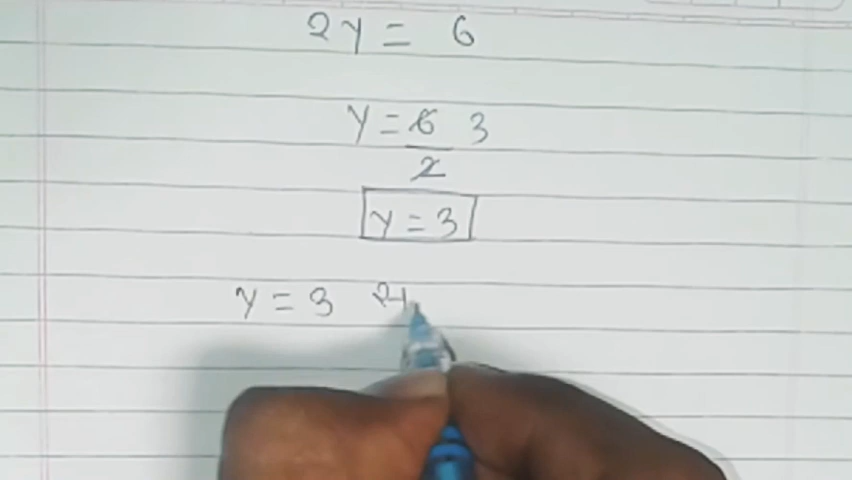 2y = 6
y = 6 3
2
y = 3
y = 3